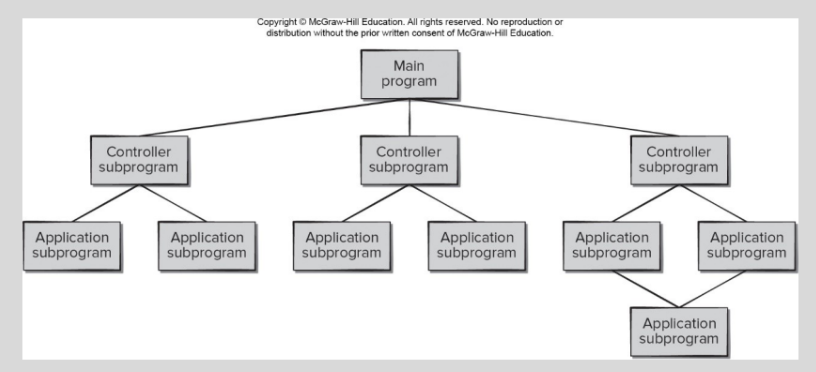 Copyright © McGraw-Hill Education. All rights reserved. No reproduction or
distribution without the prior written consent of McGraw-Hill Education.
Main
program
Controller
subprogram
Controller
subprogram
Controller
subprogram
Application
subprogram
Application
subprogram
Application
subprogram
Application
subprogram
Application
subprogram
Application
subprogram
Application
subprogram